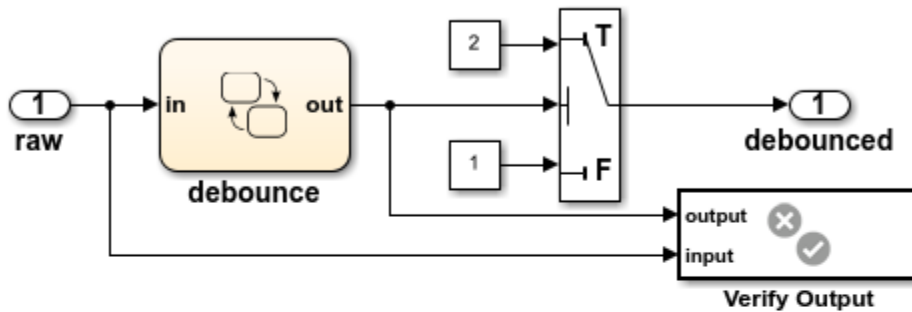 2
T
1
in
out
1
raw
debounced
debounce
1
F
output
input
Verify Output